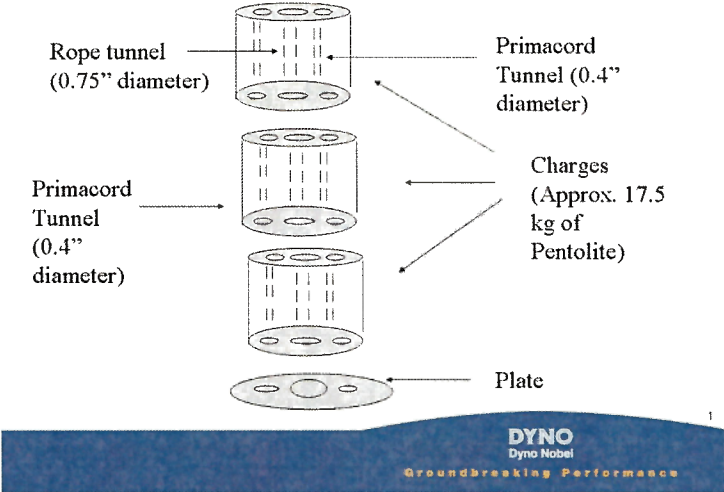 Rope tunnel
(0.75” diameter)
Primacord
Tunnel (0.4”
diameter)
Primacord
Tunnel
(0.4”
diameter)
Charges
(Approx. 17.5
kg of
Pentolite)
Plate
1
DYNO
Dyno Nobel
Groundbreaking Performance